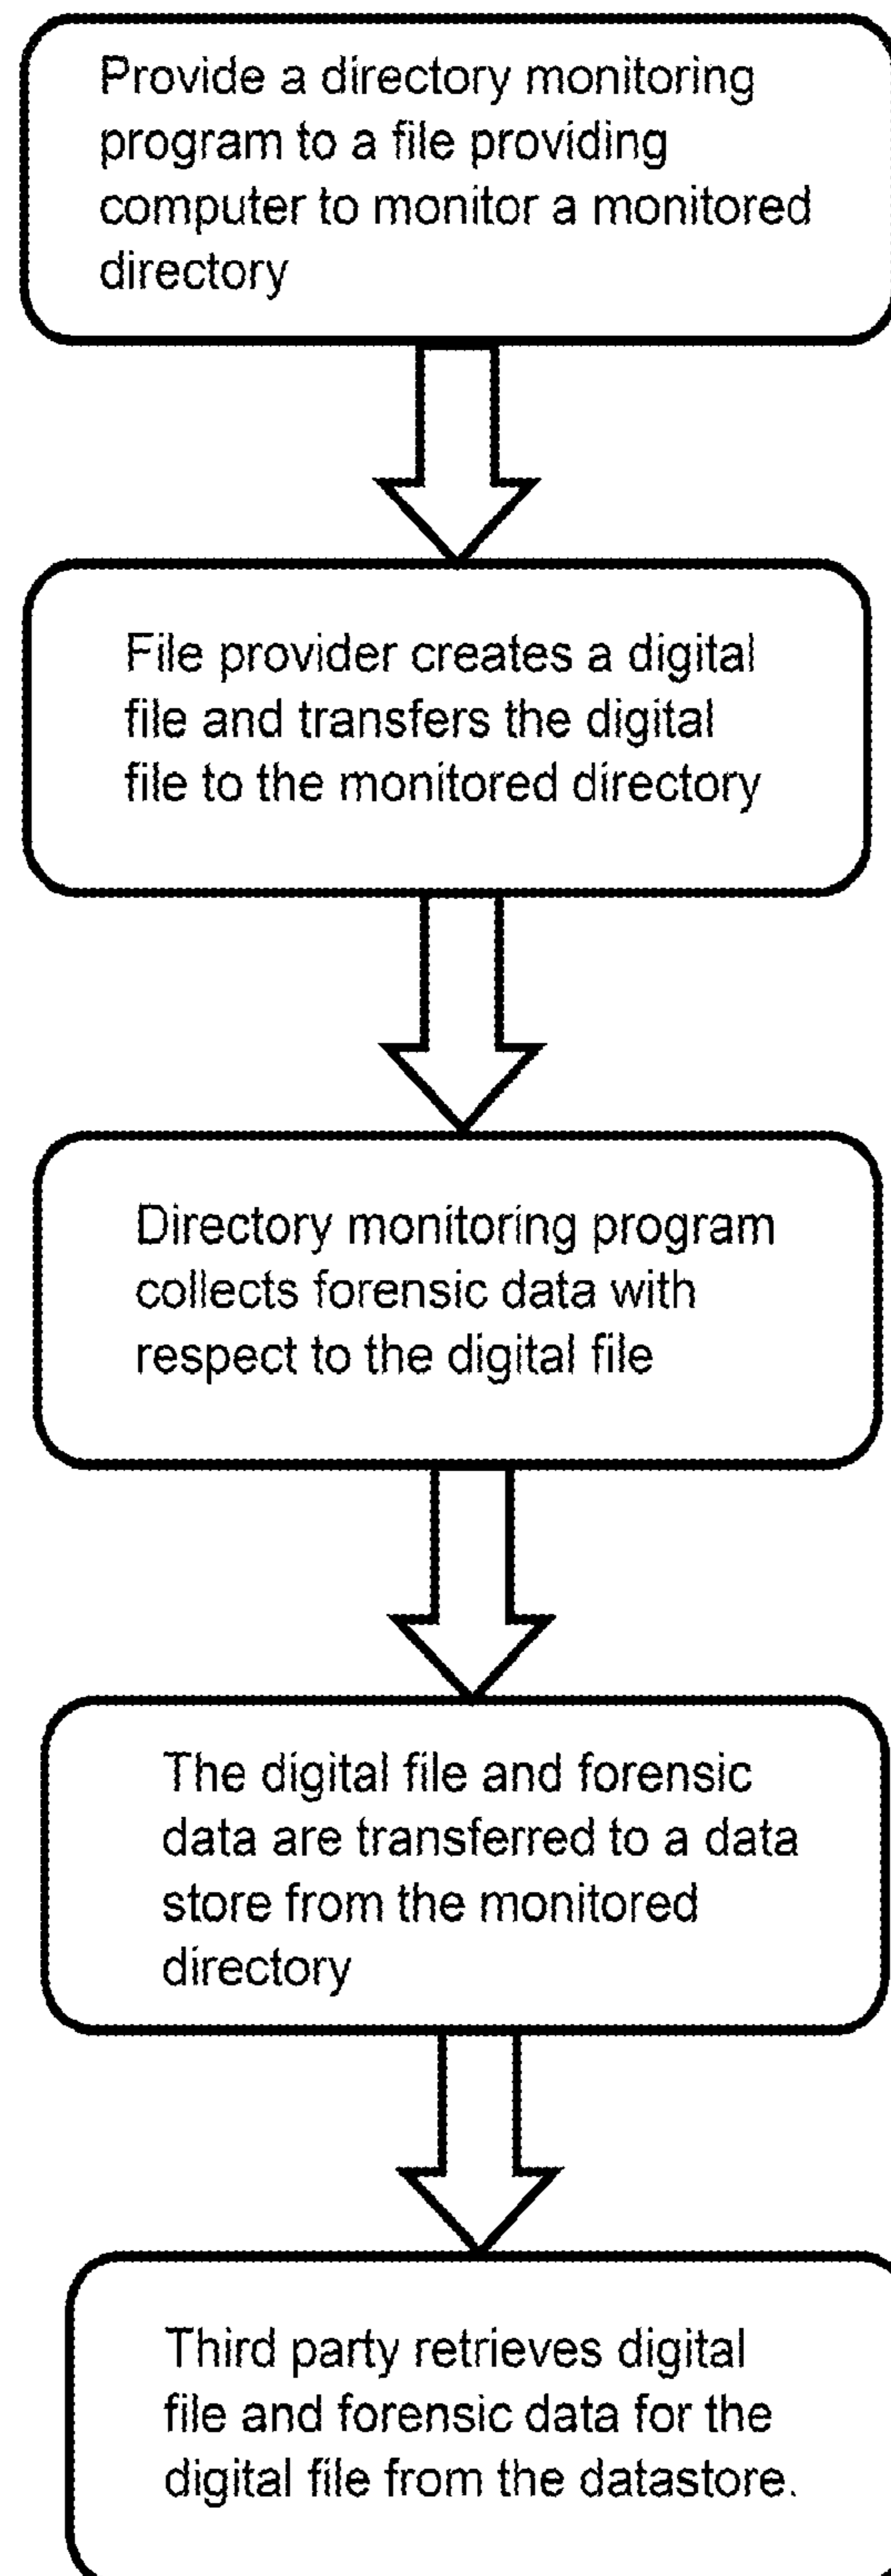 Provide a directory monitoring
program to a file providing
computer to monitor a monitored
directory
File provider creates a digital
file and transfers the digital
file to the monitored directory
Directory monitoring program
collects forensic data with
respect to the digital file
The digital file and forensic
data are transferred to a data
store from the monitored
directory
Third party retrieves digital
file and forensic data for the
digital file from the datastore.